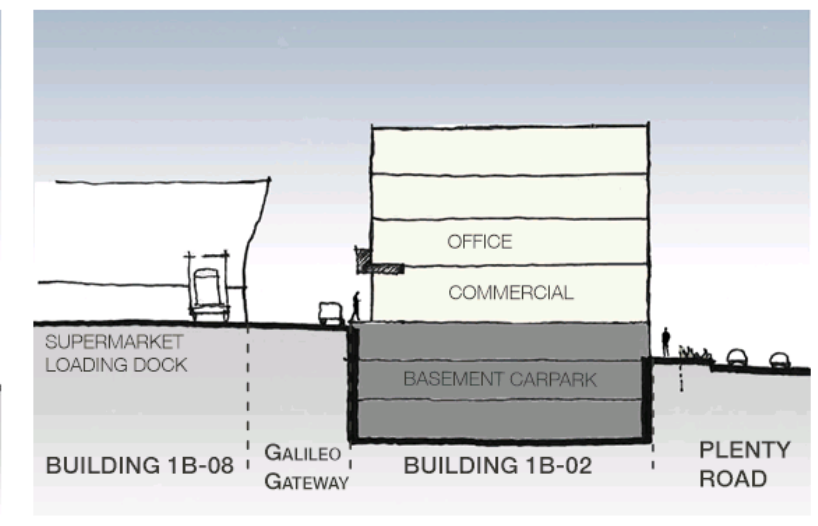 OFFICE
COMMERCIAL
SUPERMARKET
LOADING DOCK
BASEMENT CARPARK
BUILDING 1B-08
GALILEO
GATEWAY
BUILDING 1B-02
PLENTY
ROAD